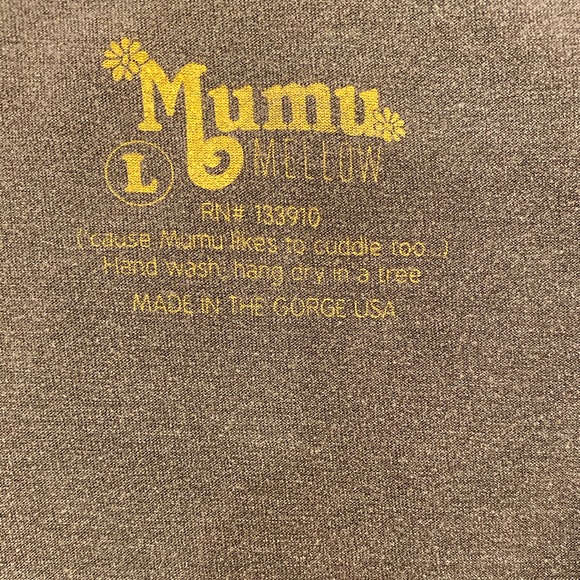 Mumu
MELLOW
L
RN# 133910
('cause Mumu likes to cuddle too...)
Hand wash, hang dry in a tree
MADE IN THE GORGE USA